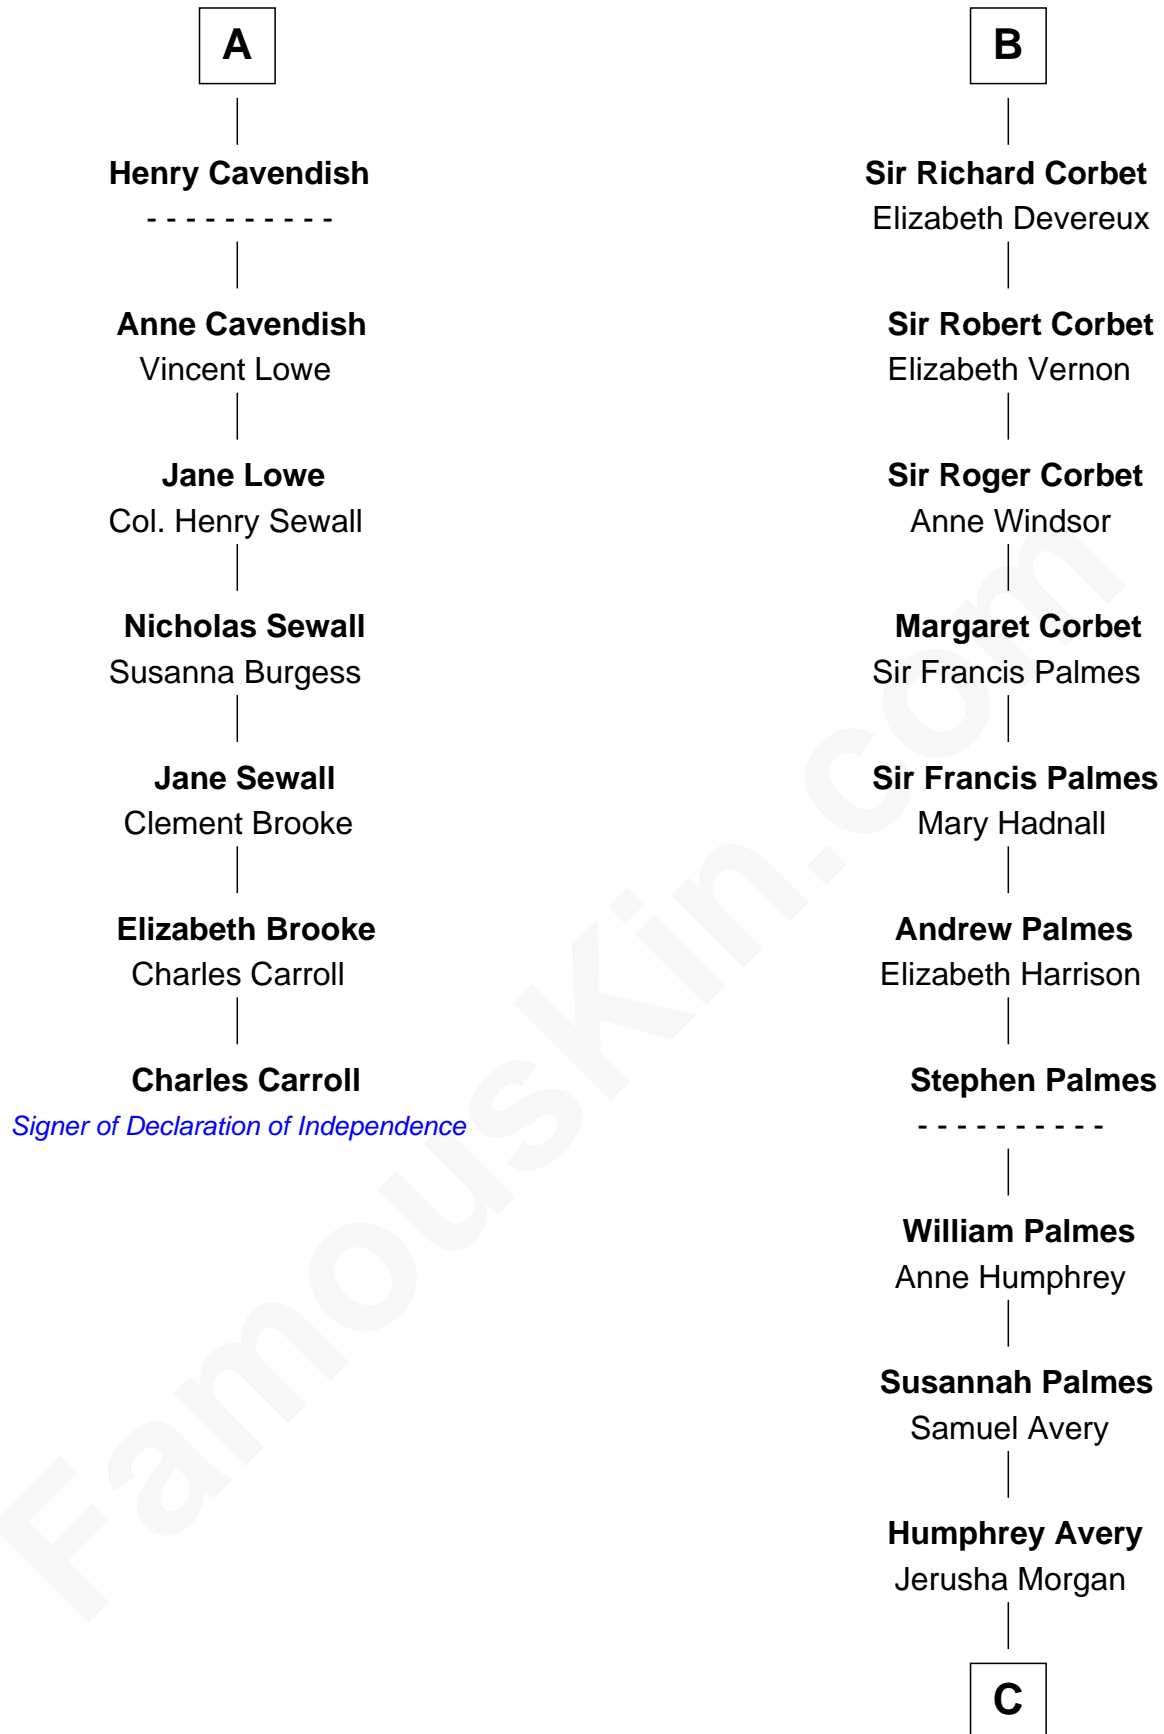 A
Henry Cavendish
- - - - - - - - - -
Anne Cavendish
Vincent Lowe
Jane Lowe
Col. Henry Sewall
Nicholas Sewall
Susanna Burgess
Jane Sewall
Clement Brooke
Elizabeth Brooke
Charles Carroll
Charles Carroll
Signer of Declaration of Independence
B
Sir Richard Corbet
Elizabeth Devereux
Sir Robert Corbet
Elizabeth Vernon
Sir Roger Corbet
Anne Windsor
Margaret Corbet
Sir Francis Palmes
Sir Francis Palmes
Mary Hadnall
Andrew Palmes
Elizabeth Harrison
Stephen Palmes
- - - - - - - - - -
William Palmes
Anne Humphrey
Susannah Palmes
Samuel Avery
Humphrey Avery
Jerusha Morgan
C
FamousKin.com